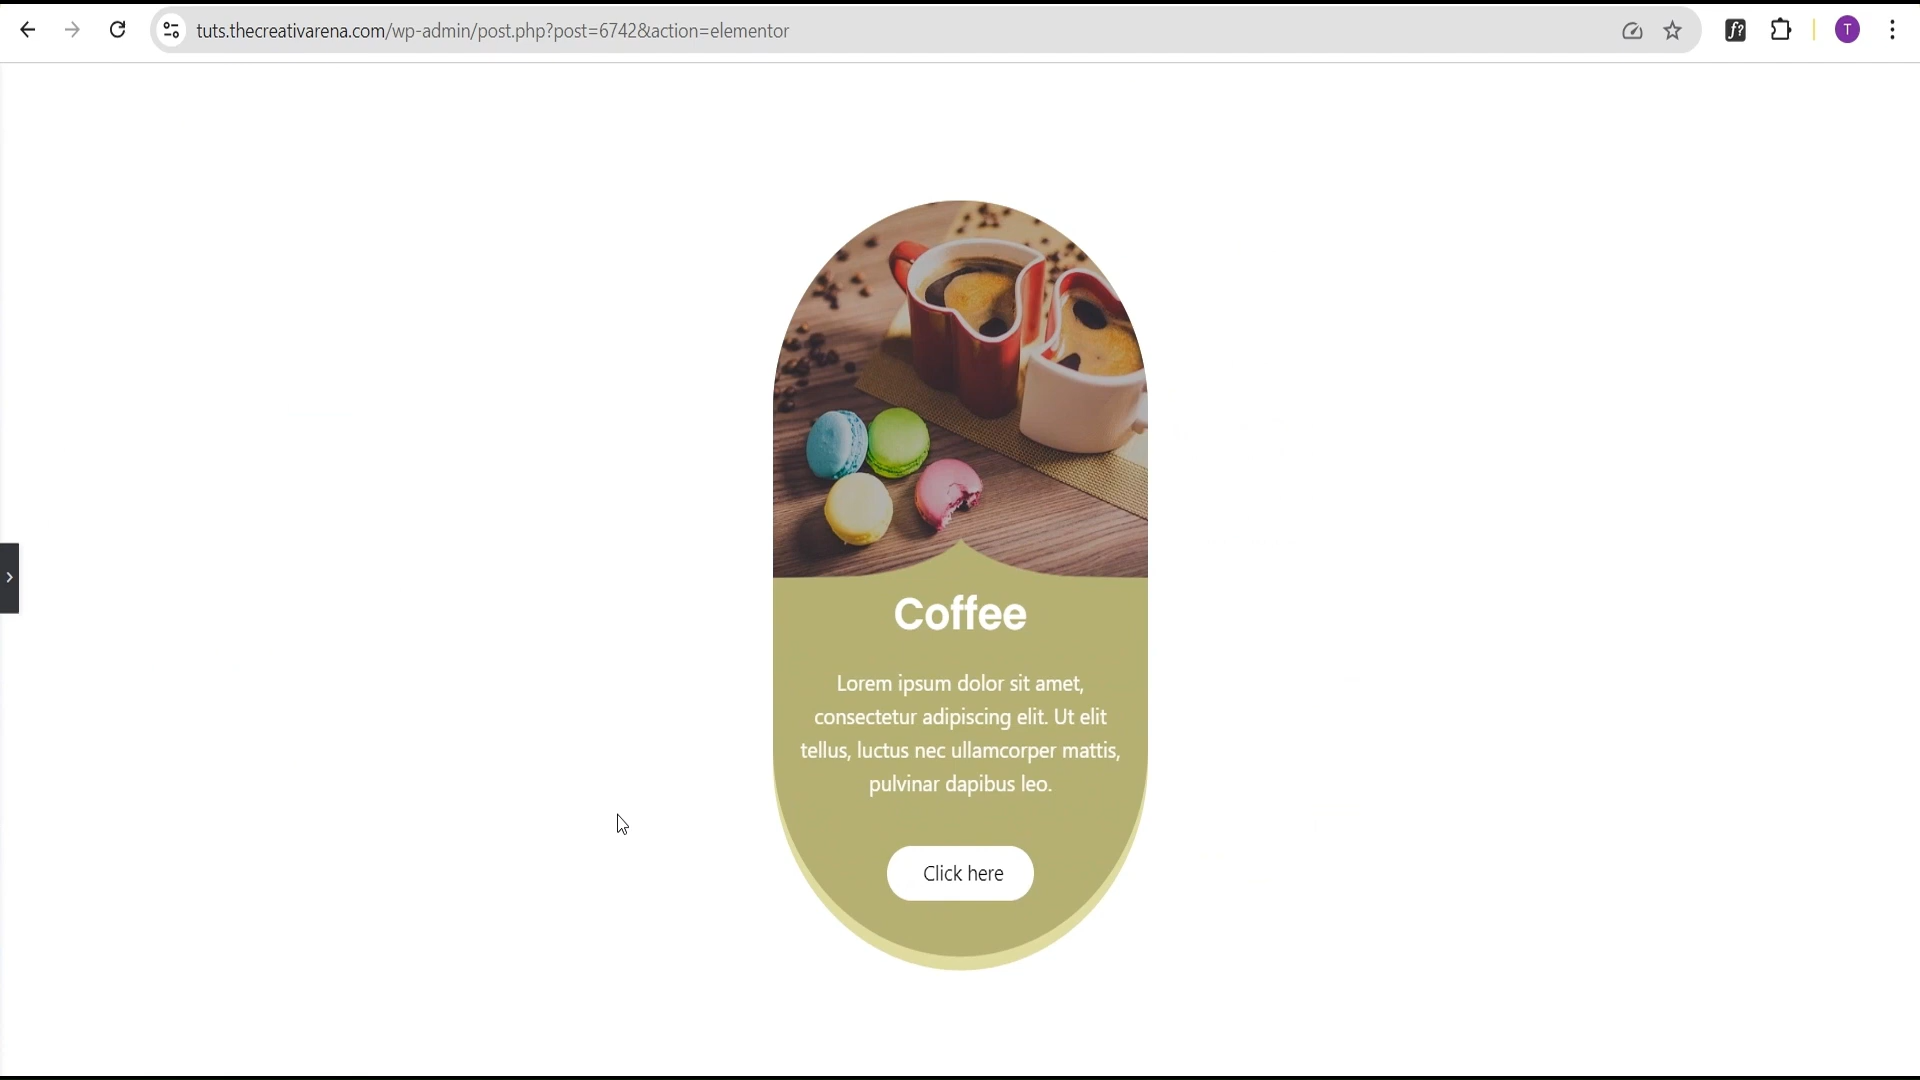 tuts.thecreativarena.com/wp-admin/post.php?post=6742&action=elementor
f?
T
Coffee
Lorem ipsum dolor sit amet,
consectetur adipiscing elit. Ut elit
tellus, luctus nec ullamcorper mattis,
pulvinar dapibus leo.
Click here